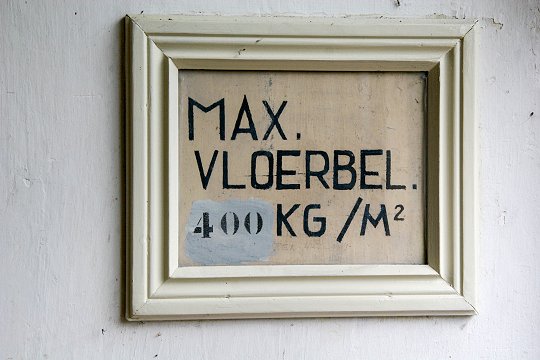 MAX.
VLOERBEL.
400 KG/M²